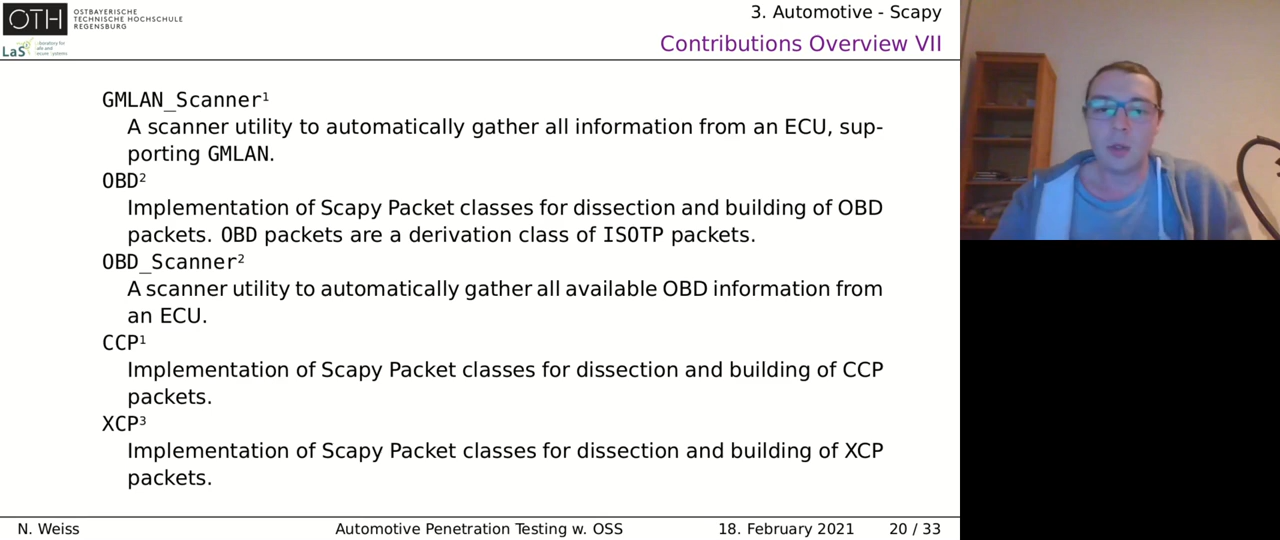 OTH
OSTBAYERISCHE
TECHNISCHE HOCHSCHULE
REGENSBURG
LaS
3. Automotive - Scapy
Contributions Overview VII
GMLAN_Scanner¹
A scanner utility to automatically gather all information from an ECU, sup-
porting GMLAN.
OBD²
Implementation of Scapy Packet classes for dissection and building of OBD
packets. OBD packets are a derivation class of ISOTP packets.
OBD_Scanner²
A scanner utility to automatically gather all available OBD information from
an ECU.
CCP¹
Implementation of Scapy Packet classes for dissection and building of CCP
packets.
XCP³
Implementation of Scapy Packet classes for dissection and building of XCP
packets.
N. Weiss Automotive Penetration Testing w. OSS 18. February 2021 20 / 33